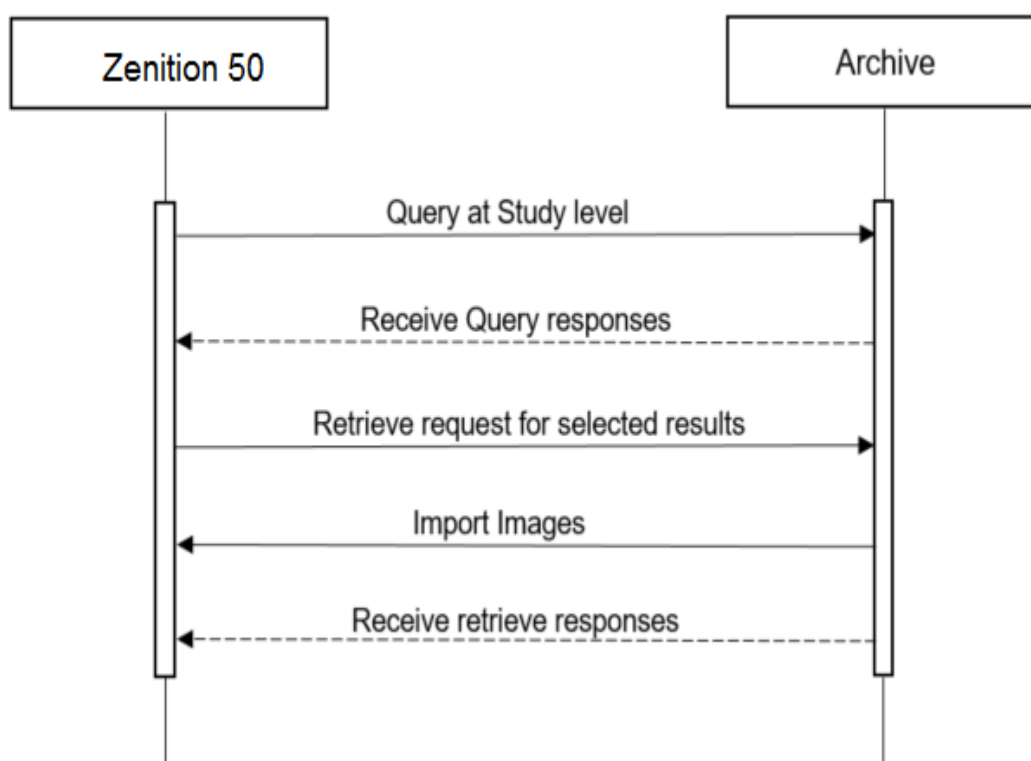 Zenition 50
Archive
Query at Study level
Receive Query responses
Retrieve request for selected results
Import Images
Receive retrieve responses